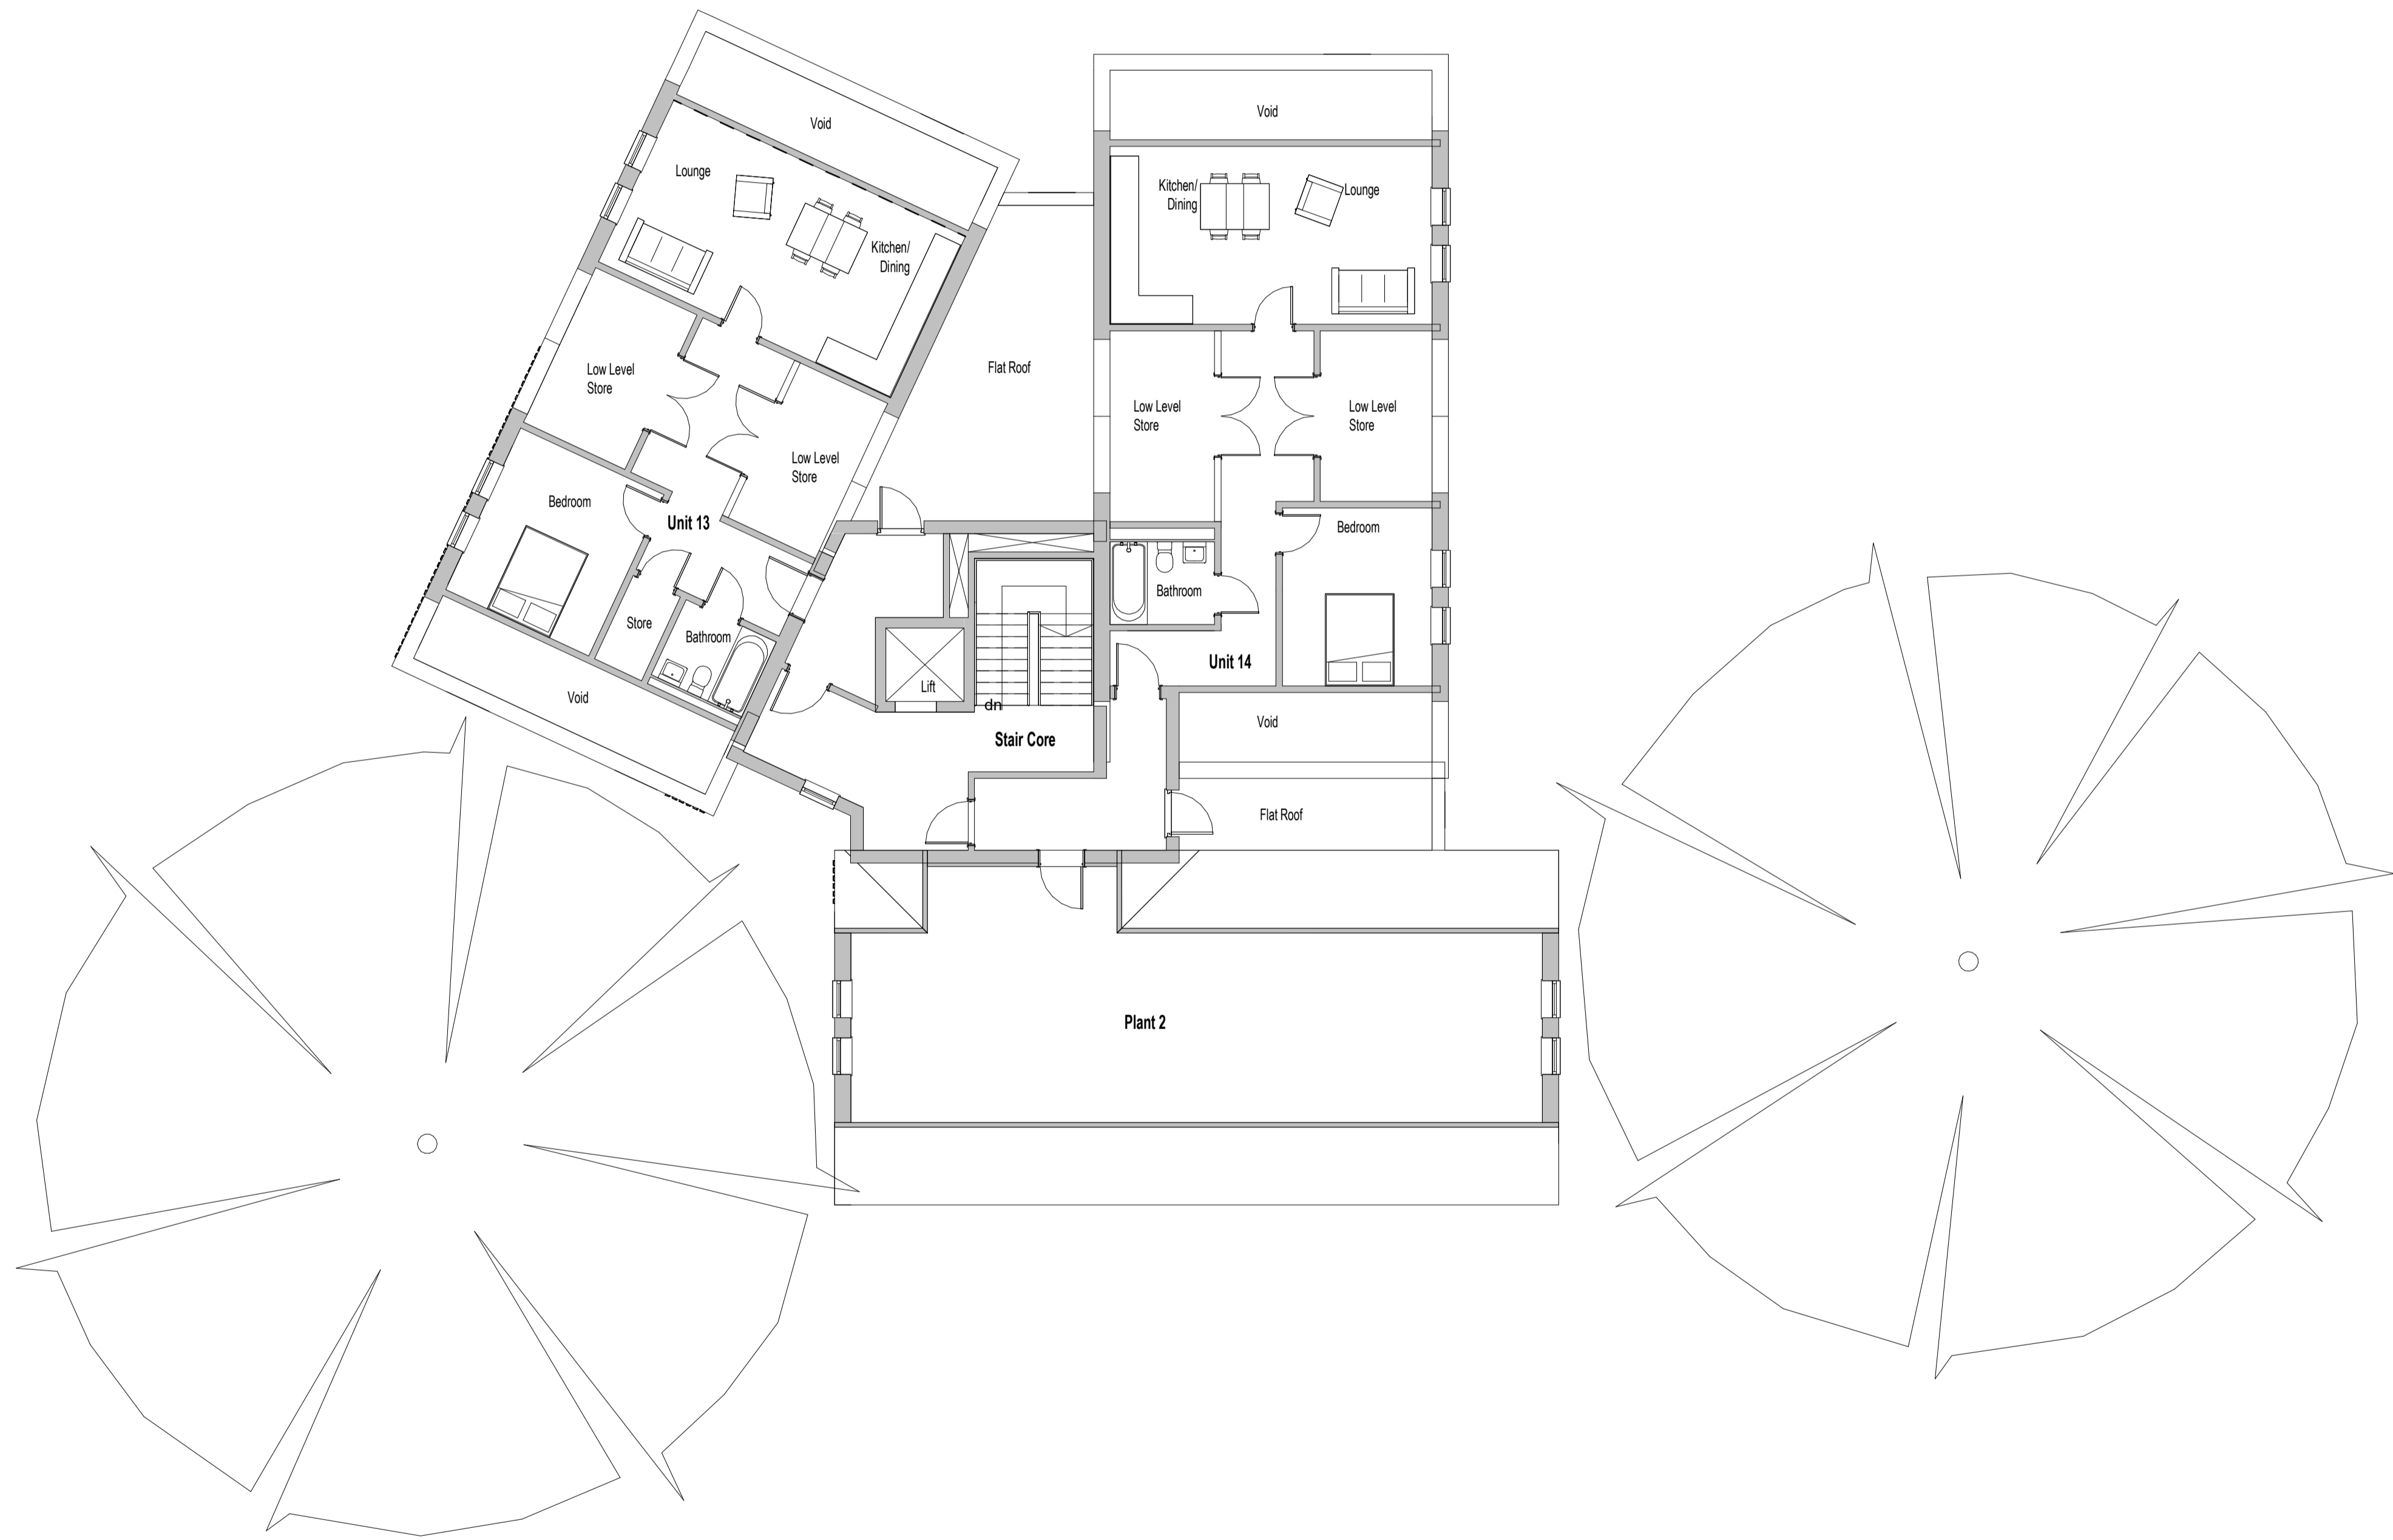 Void
Void
Lounge
Kitchen/
Dining
Kitchen/
Dining
Lounge
Flat Roof
Low Level
Store
Low Level
Store
Low Level
Store
Low Level
Store
Bedroom
Unit 13
Bedroom
Bathroom
Store
Bathroom
Unit 14
Lift
dn
Void
Stair Core
Void
Flat Roof
Plant 2